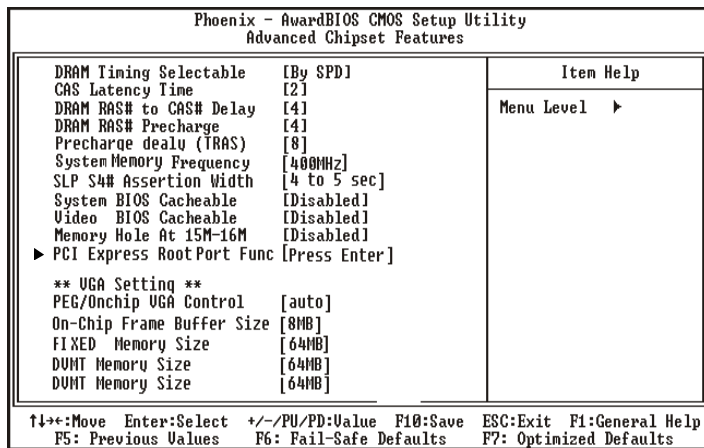 Phoenix - AwardBIOS CMOS Setup Utility
Advanced Chipset Features
DRAM Timing Selectable [By SPD]
CAS Latency Time [2]
DRAM RAS# to CAS# Delay [4]
DRAM RAS# Precharge [4]
Precharge dealy (TRAS) [8]
System Memory Frequency [400MHz]
SLP S4# Assertion Width [4 to 5 sec]
System BIOS Cacheable [Disabled]
Video BIOS Cacheable [Disabled]
Memory Hole At 15M-16M [Disabled]
▶ PCI Express Root Port Func [Press Enter]
** VGA Setting **
PEG/Onchip VGA Control [auto]
On-Chip Frame Buffer Size [8MB]
FIXED Memory Size [64MB]
DVMT Memory Size [64MB]
DVMT Memory Size [64MB]
Item Help
Menu Level ▶
↑↓→←:Move Enter:Select +/-/PU/PD:Value F10:Save ESC:Exit F1:General Help
F5: Previous Values F6: Fail-Safe Defaults F7: Optimized Defaults